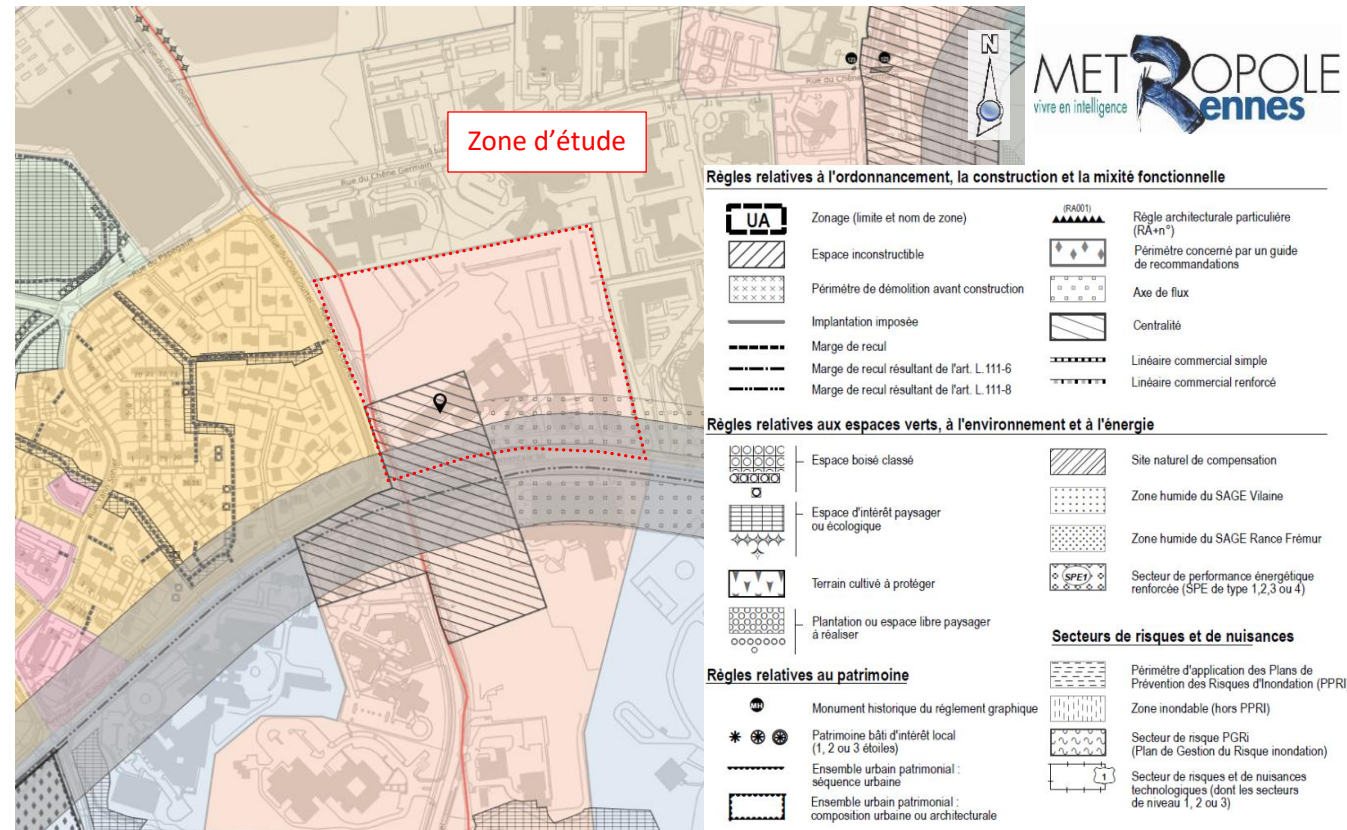 Zone d'étude
Rue du Chêne Germain
Rue du Chêne
N
METROPOLE
vivre en intelligence
Rennes
Règles relatives à l'ordonnancement, la construction et la mixité fonctionnelle
UA
Zonage (limite et nom de zone)
Espace inconstructible
Périmètre de démolition avant construction
Implantation imposée
Marge de recul
Marge de recul résultant de l'art. L.111-6
Marge de recul résultant de l'art. L.111-8
(RA001)
Règle architecturale particulière
(RA+n°)
Périmètre concerné par un guide
de recommandations
Axe de flux
Centralité
Linéaire commercial simple
Linéaire commercial renforcé
Règles relatives aux espaces verts, à l'environnement et à l'énergie
Espace boisé classé
Espace d'intérêt paysager
ou écologique
Terrain cultivé à protéger
Plantation ou espace libre paysager
à réaliser
Site naturel de compensation
Zone humide du SAGE Vilaine
Zone humide du SAGE Rance Frémur
SPE1
Secteur de performance énergétique
renforcée (SPE de type 1,2,3 ou 4)
Règles relatives au patrimoine
MH
Monument historique du réglement graphique
Patrimoine bâti d'intérêt local
(1, 2 ou 3 étoiles)
Ensemble urbain patrimonial :
séquence urbaine
Ensemble urbain patrimonial :
composition urbaine ou architecturale
Secteurs de risques et de nuisances
Périmètre d'application des Plans de
Prévention des Risques d'Inondation (PPRI
Zone inondable (hors PPRI)
Secteur de risque PGRi
(Plan de Gestion du Risque inondation)
1
Secteur de risques et de nuisances
technologiques (dont les secteurs
de niveau 1, 2 ou 3)